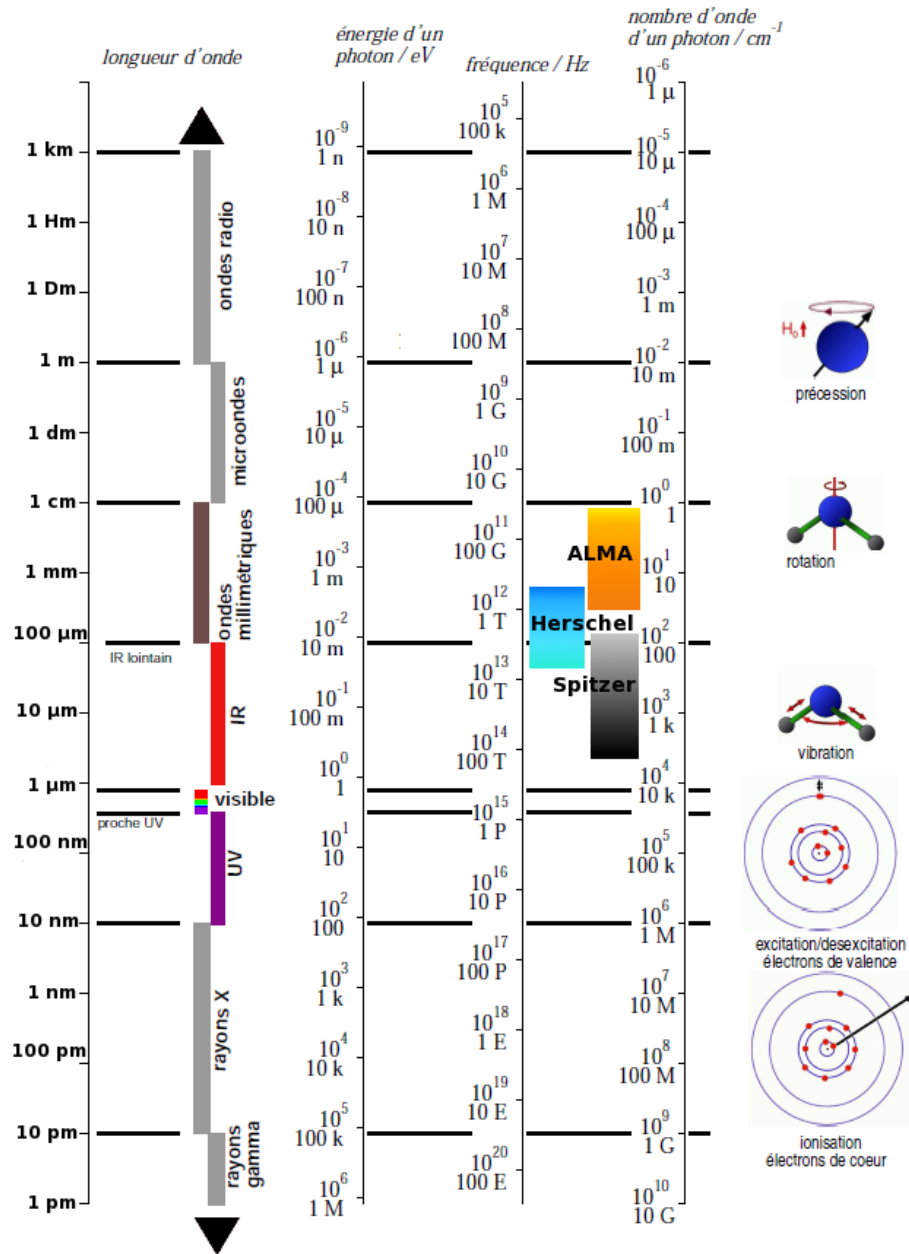 longueur d'onde
énergie d'un
photon / eV
fréquence / Hz
nombre d'onde
d'un photon / cm⁻¹
1 km
1 Hm
1 Dm
1 m
1 dm
1 cm
1 mm
100 µm
10 µm
1 µm
100 nm
10 nm
1 nm
100 pm
10 pm
1 pm
IR lointain
proche UV
ondes radio
microondes
ondes
millimétriques
IR
visible
UV
rayons X
rayons
gamma
10⁻⁹
1 n
10⁻⁸
10 n
10⁻⁷
100 n
10⁻⁶
1 µ
10⁻⁵
10 µ
10⁻⁴
100 µ
10⁻³
1 m
10⁻²
10 m
10⁻¹
100 m
10⁰
1
10¹
10
10²
100
10³
1 k
10⁴
10 k
10⁵
100 k
10⁶
1 M
10⁵
100 k
10⁶
1 M
10⁷
10 M
10⁸
100 M
10⁹
1 G
10¹⁰
10 G
10¹¹
100 G
10¹²
1 T
10¹³
10 T
10¹⁴
100 T
10¹⁵
1 P
10¹⁶
10 P
10¹⁷
100 P
10¹⁸
1 E
10¹⁹
10 E
10²⁰
100 E
ALMA
Herschel
Spitzer
10⁻⁶
1 µ
10⁻⁵
10 µ
10⁻⁴
100 µ
10⁻³
1 m
10⁻²
10 m
10⁻¹
100 m
10⁰
1
10¹
10
10²
100
10³
1 k
10⁴
10 k
10⁵
100 k
10⁶
1 M
10⁷
10 M
10⁸
100 M
10⁹
1 G
10¹⁰
10 G
H₀
précession
rotation
vibration
excitation/desexcitation
électrons de valence
ionisation
électrons de coeur